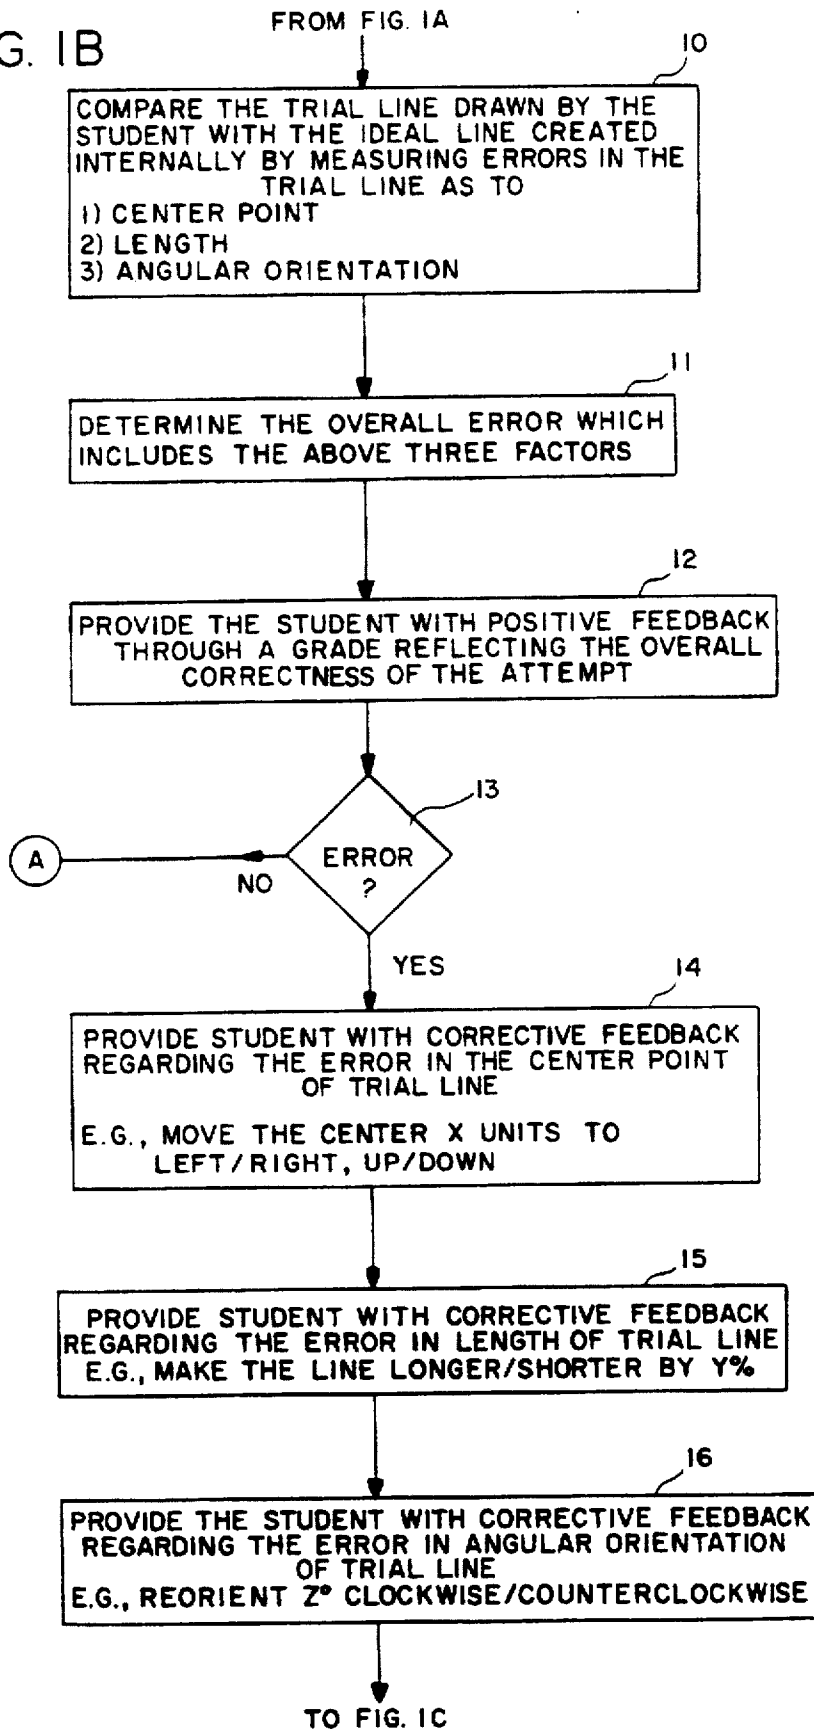 FROM FIG. 1A
G. 1B
10
COMPARE THE TRIAL LINE DRAWN BY THE
STUDENT WITH THE IDEAL LINE CREATED
INTERNALLY BY MEASURING ERRORS IN THE
TRIAL LINE AS TO
1) CENTER POINT
2) LENGTH
3) ANGULAR ORIENTATION
11
DETERMINE THE OVERALL ERROR WHICH
INCLUDES THE ABOVE THREE FACTORS
12
PROVIDE THE STUDENT WITH POSITIVE FEEDBACK
THROUGH A GRADE REFLECTING THE OVERALL
CORRECTNESS OF THE ATTEMPT
13
A
ERROR
?
NO
YES
14
PROVIDE STUDENT WITH CORRECTIVE FEEDBACK
REGARDING THE ERROR IN THE CENTER POINT
OF TRIAL LINE
E.G., MOVE THE CENTER X UNITS TO
LEFT/RIGHT, UP/DOWN
15
PROVIDE STUDENT WITH CORRECTIVE FEEDBACK
REGARDING THE ERROR IN LENGTH OF TRIAL LINE
E.G., MAKE THE LINE LONGER/SHORTER BY Y%
16
PROVIDE THE STUDENT WITH CORRECTIVE FEEDBACK
REGARDING THE ERROR IN ANGULAR ORIENTATION
OF TRIAL LINE
E.G., REORIENT Z° CLOCKWISE/COUNTERCLOCKWISE
TO FIG. 1C